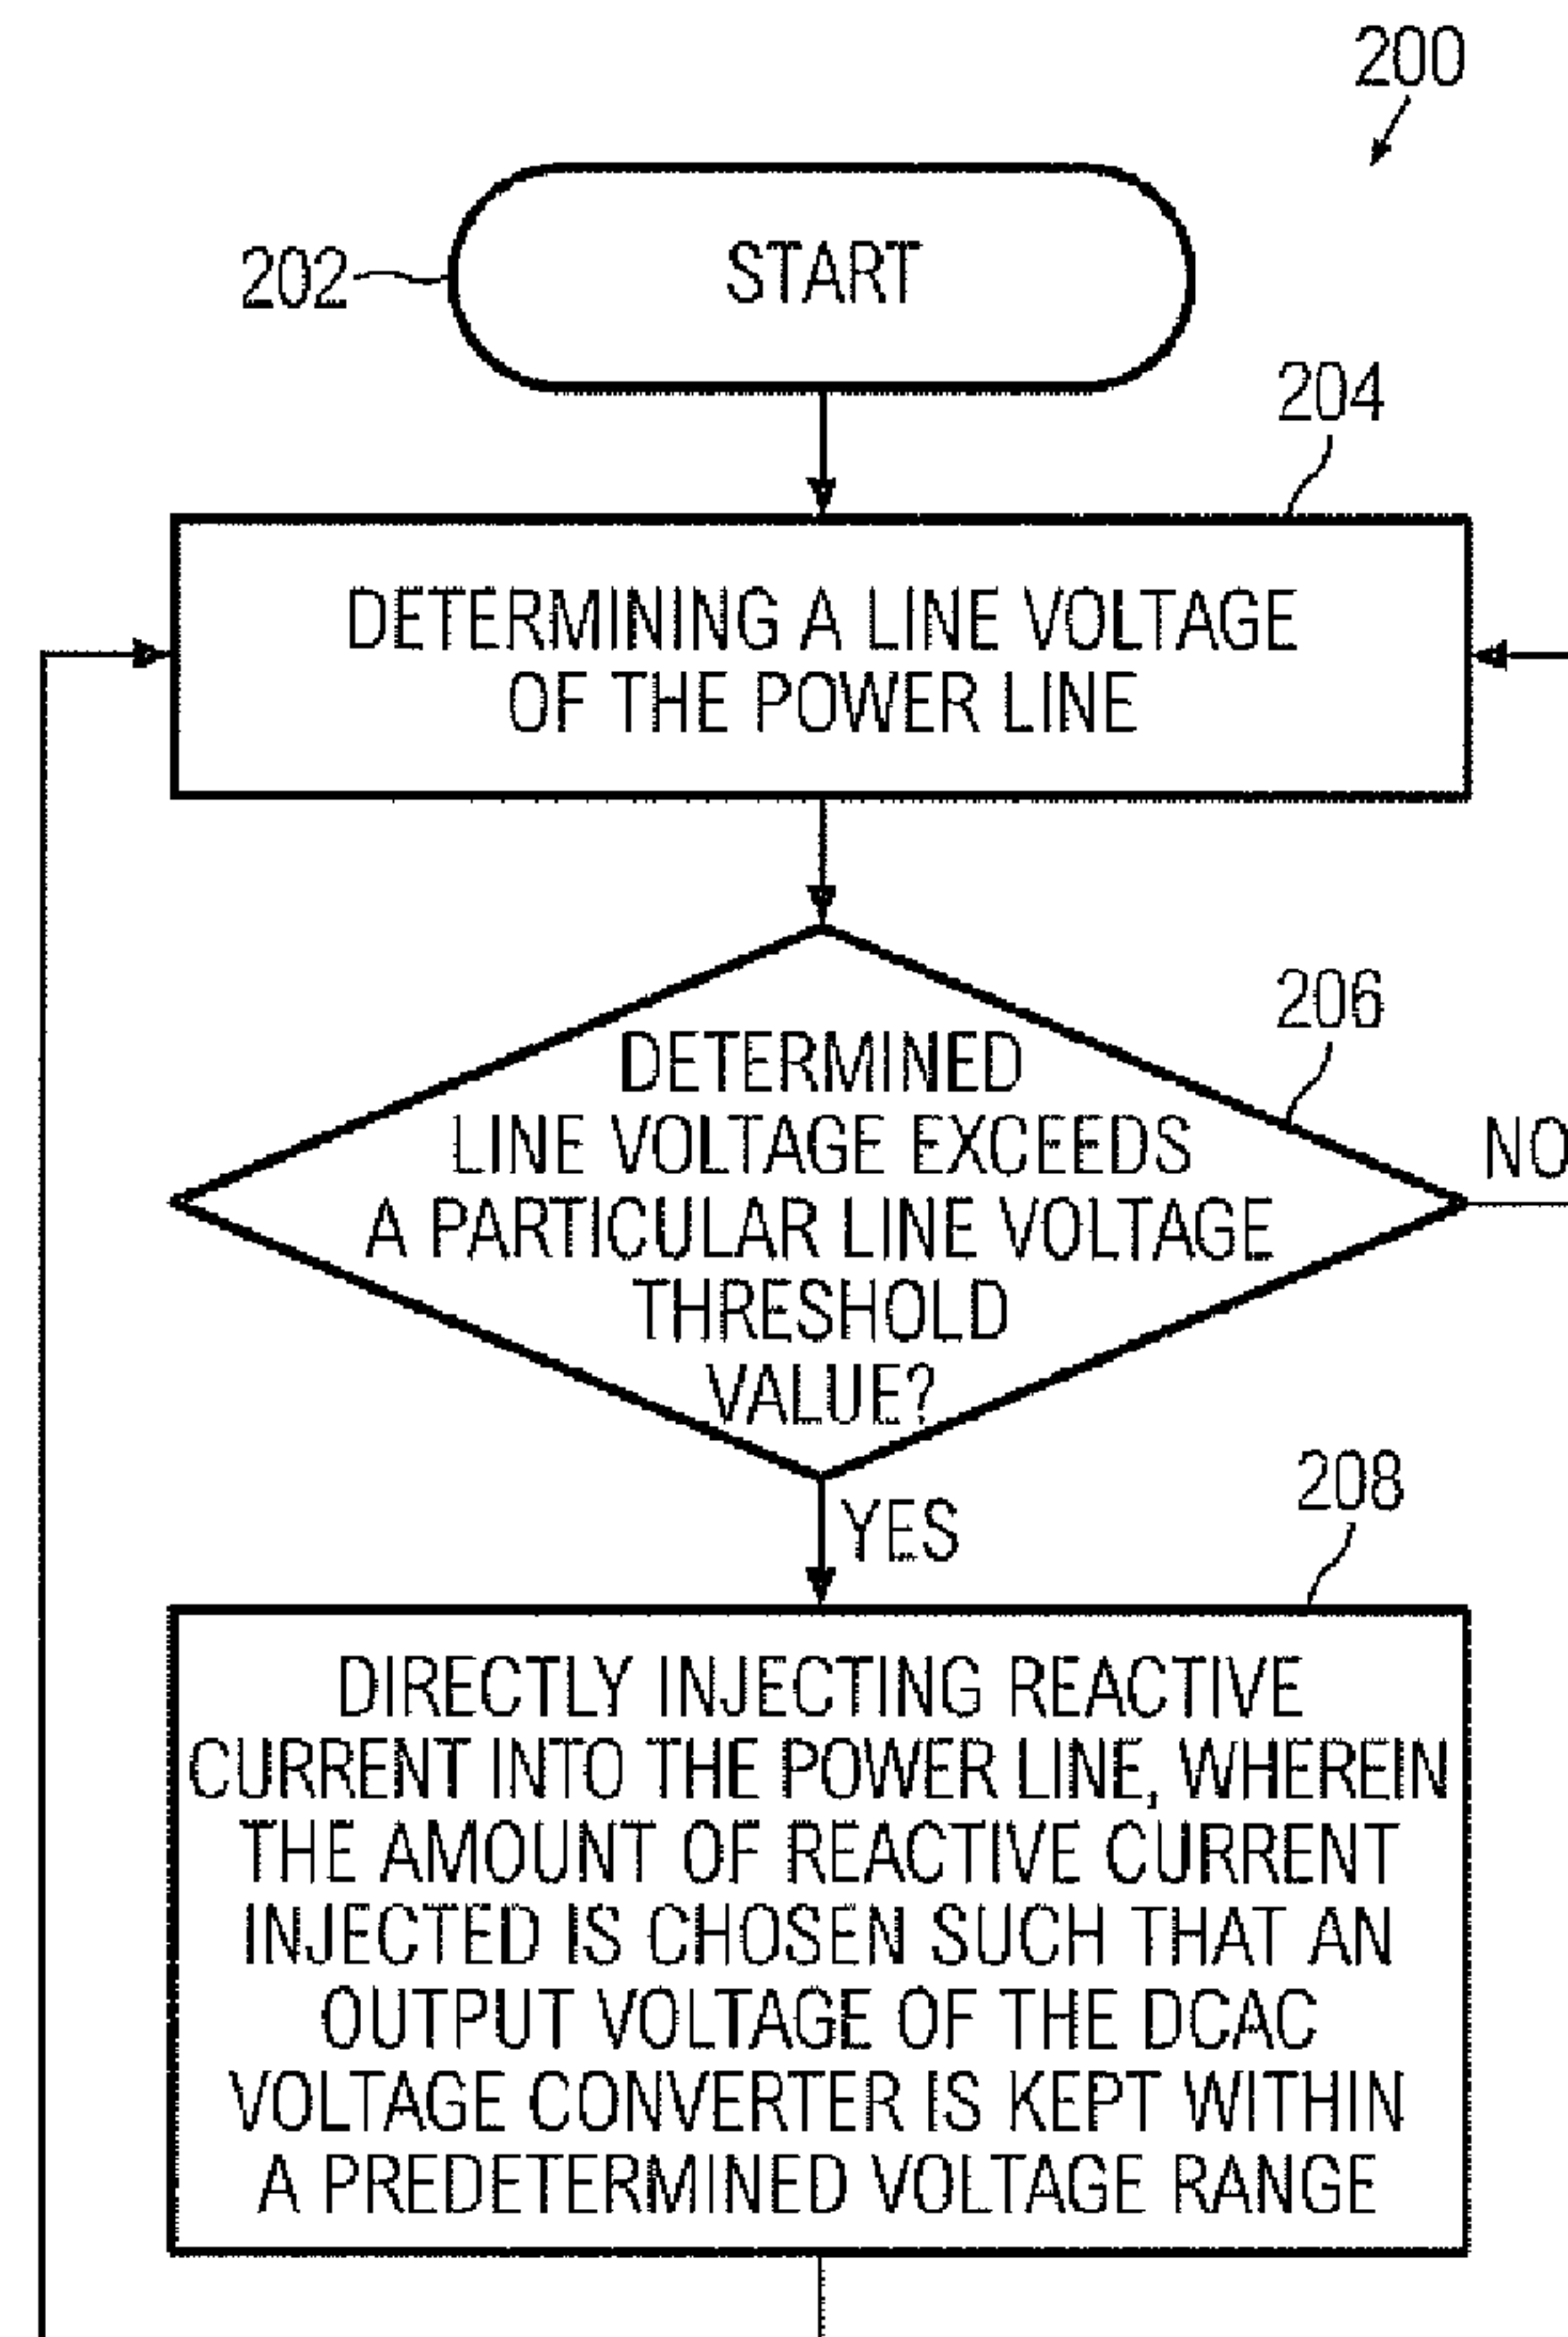 200
202
START
204
DETERMINING A LINE VOLTAGE
OF THE POWER LINE
206
DETERMINED
LINE VOLTAGE EXCEEDS
A PARTICULAR LINE VOLTAGE
THRESHOLD
VALUE?
NO
YES
208
DIRECTLY INJECTING REACTIVE
CURRENT INTO THE POWER LINE, WHEREIN
THE AMOUNT OF REACTIVE CURRENT
INJECTED IS CHOSEN SUCH THAT AN
OUTPUT VOLTAGE OF THE DCAC
VOLTAGE CONVERTER IS KEPT WITHIN
A PREDETERMINED VOLTAGE RANGE